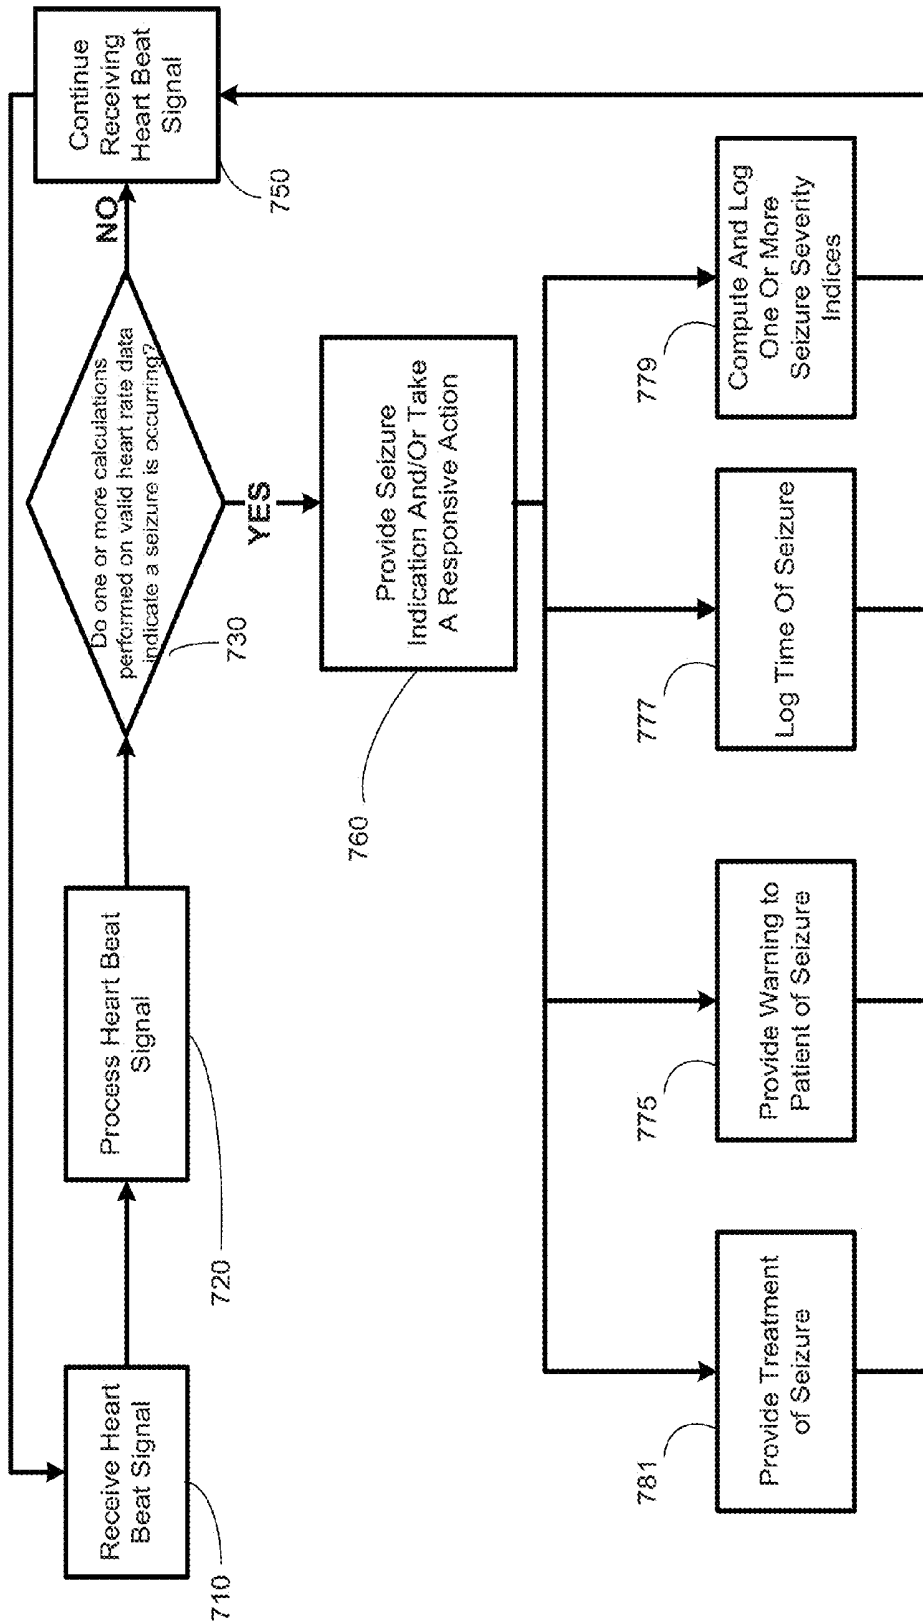 Receive Heart
Beat Signal
710
Process Heart Beat
Signal
720
Do one or more calculations
performed on valid heart rate data
indicate a seizure is occurring?
730
NO
Continue
Receiving
Heart Beat
Signal
750
YES
Provide Seizure
Indication And/Or Take
A Responsive Action
760
781
Provide Treatment
of Seizure
775
Provide Warning to
Patient of Seizure
777
Log Time Of Seizure
779
Compute And Log
One Or More
Seizure Severity
Indices